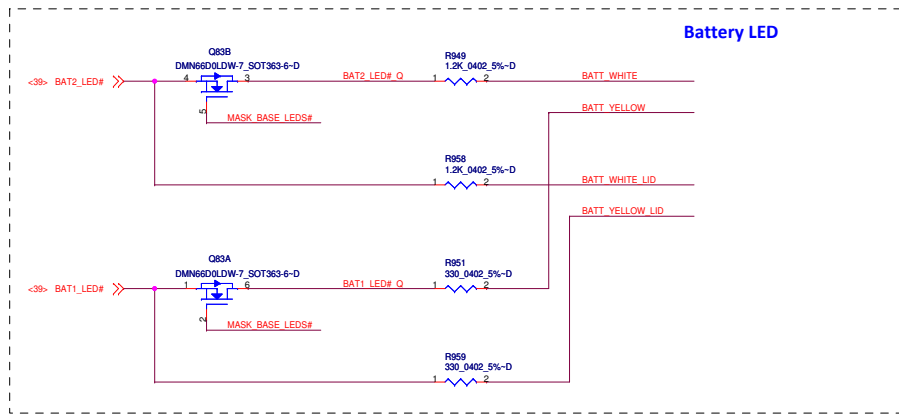 Battery LED
Q83B
DMN66D0LDW-7_SOT363-6~D
R949
1.2K_0402_5%~D
<39> BAT2_LED#
4
3
BAT2_LED#_Q
1
2
BATT_WHITE
5
MASK_BASE_LEDS#
BATT_YELLOW
R958
1.2K_0402_5%~D
1
2
BATT_WHITE_LID
BATT_YELLOW_LID
Q83A
DMN66D0LDW-7_SOT363-6~D
R951
330_0402_5%~D
<39> BAT1_LED#
1
6
BAT1_LED#_Q
1
2
2
MASK_BASE_LEDS#
R959
330_0402_5%~D
1
2